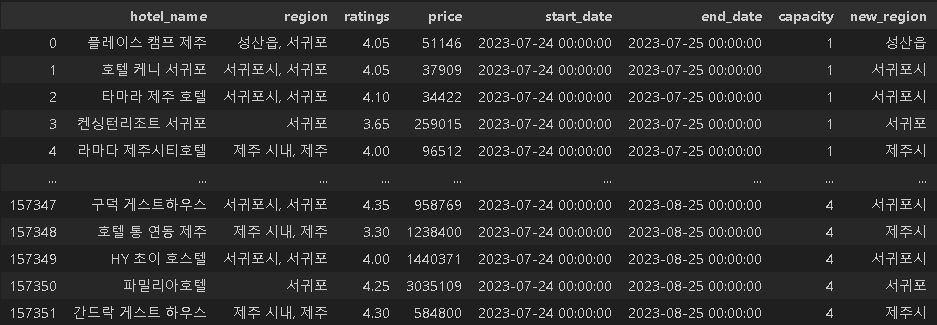 hotel_name region ratings price start_date end_date capacity new_region
0 플레이스 캠프 제주 성산읍, 서귀포 4.05 51146 2023-07-24 00:00:00 2023-07-25 00:00:00 1 성산읍
1 호텔 케니 서귀포 서귀포시, 서귀포 4.05 37909 2023-07-24 00:00:00 2023-07-25 00:00:00 1 서귀포시
2 타마라 제주 호텔 서귀포시, 서귀포 4.10 34422 2023-07-24 00:00:00 2023-07-25 00:00:00 1 서귀포시
3 켄싱턴리조트 서귀포 서귀포 3.65 259015 2023-07-24 00:00:00 2023-07-25 00:00:00 1 서귀포
4 라마다 제주시티호텔 제주 시내, 제주 4.00 96512 2023-07-24 00:00:00 2023-07-25 00:00:00 1 제주시
... ... ... ... ... ... ... ... ...
157347 구덕 게스트하우스 서귀포시, 서귀포 4.35 958769 2023-07-24 00:00:00 2023-08-25 00:00:00 4 서귀포시
157348 호텔 통 연동 제주 제주 시내, 제주 3.30 1238400 2023-07-24 00:00:00 2023-08-25 00:00:00 4 제주시
157349 HY 초이 호스텔 서귀포시, 서귀포 4.00 1440371 2023-07-24 00:00:00 2023-08-25 00:00:00 4 서귀포시
157350 파밀리아호텔 서귀포 4.25 3035109 2023-07-24 00:00:00 2023-08-25 00:00:00 4 서귀포
157351 간드락 게스트 하우스 제주 시내, 제주 4.30 584800 2023-07-24 00:00:00 2023-08-25 00:00:00 4 제주시